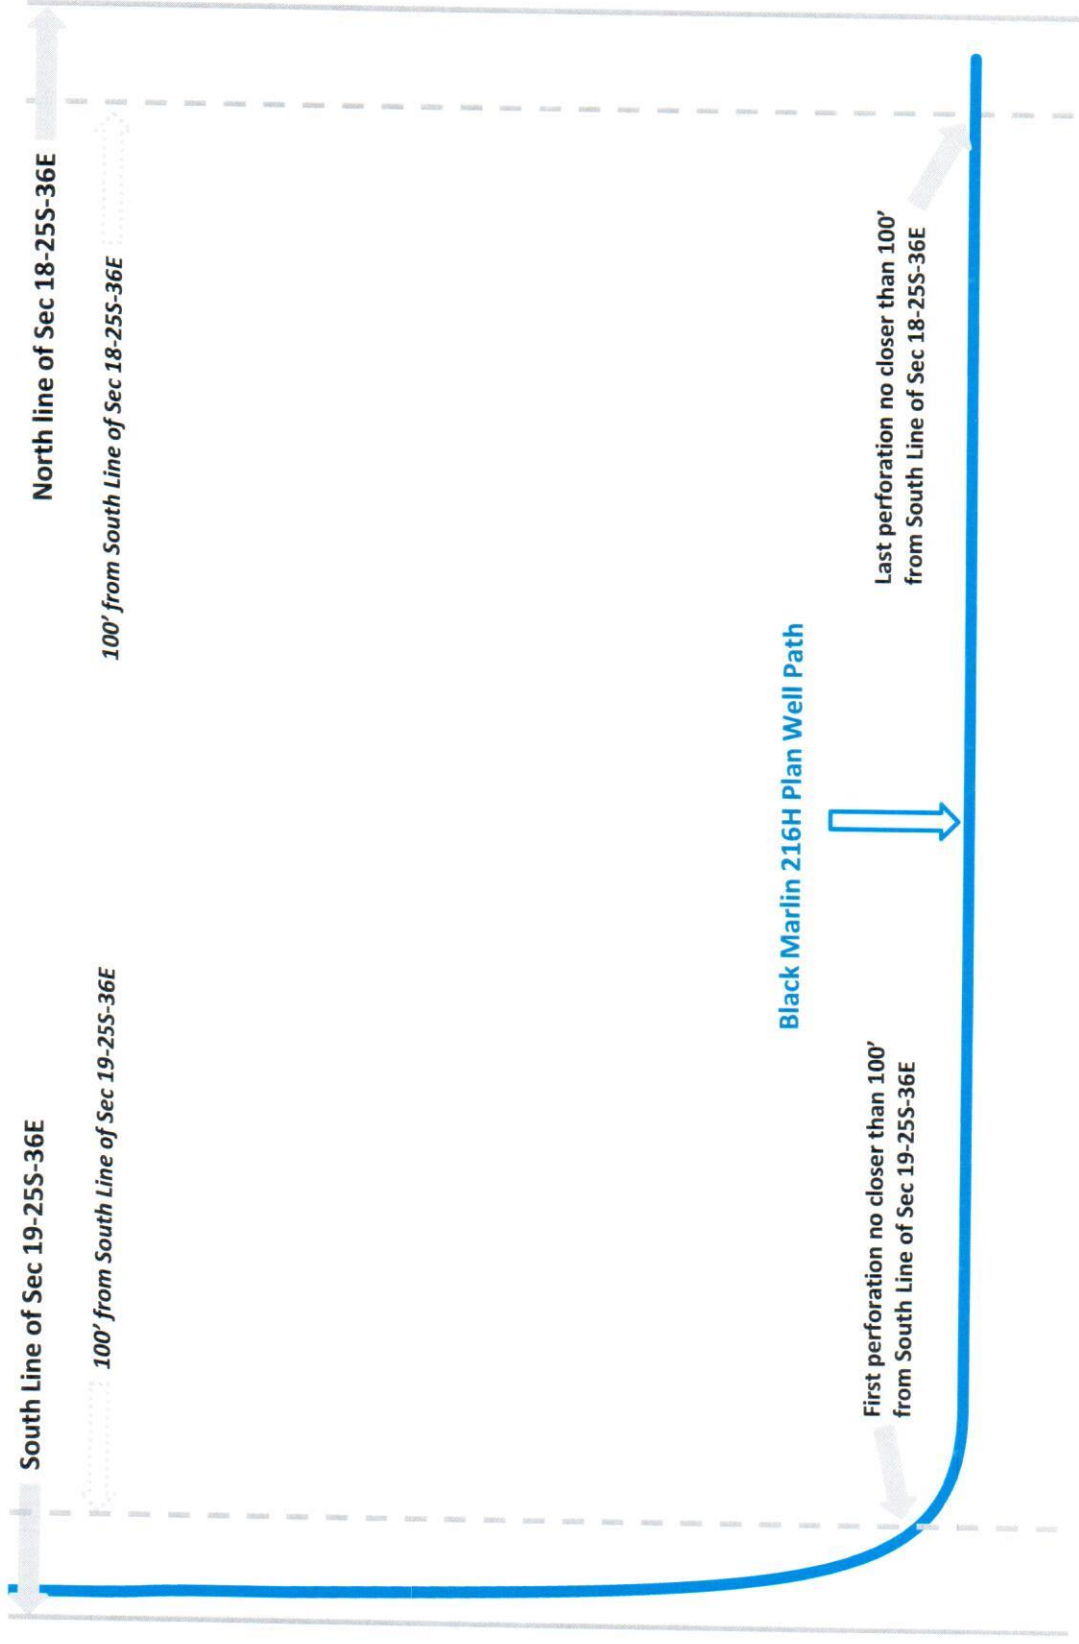 South Line of Sec 19-25S-36E
North line of Sec 18-25S-36E
100' from South Line of Sec 19-25S-36E
100' from South Line of Sec 18-25S-36E
Black Marlin 216H Plan Well Path
First perforation no closer than 100'
from South Line of Sec 19-25S-36E
Last perforation no closer than 100'
from South Line of Sec 18-25S-36E